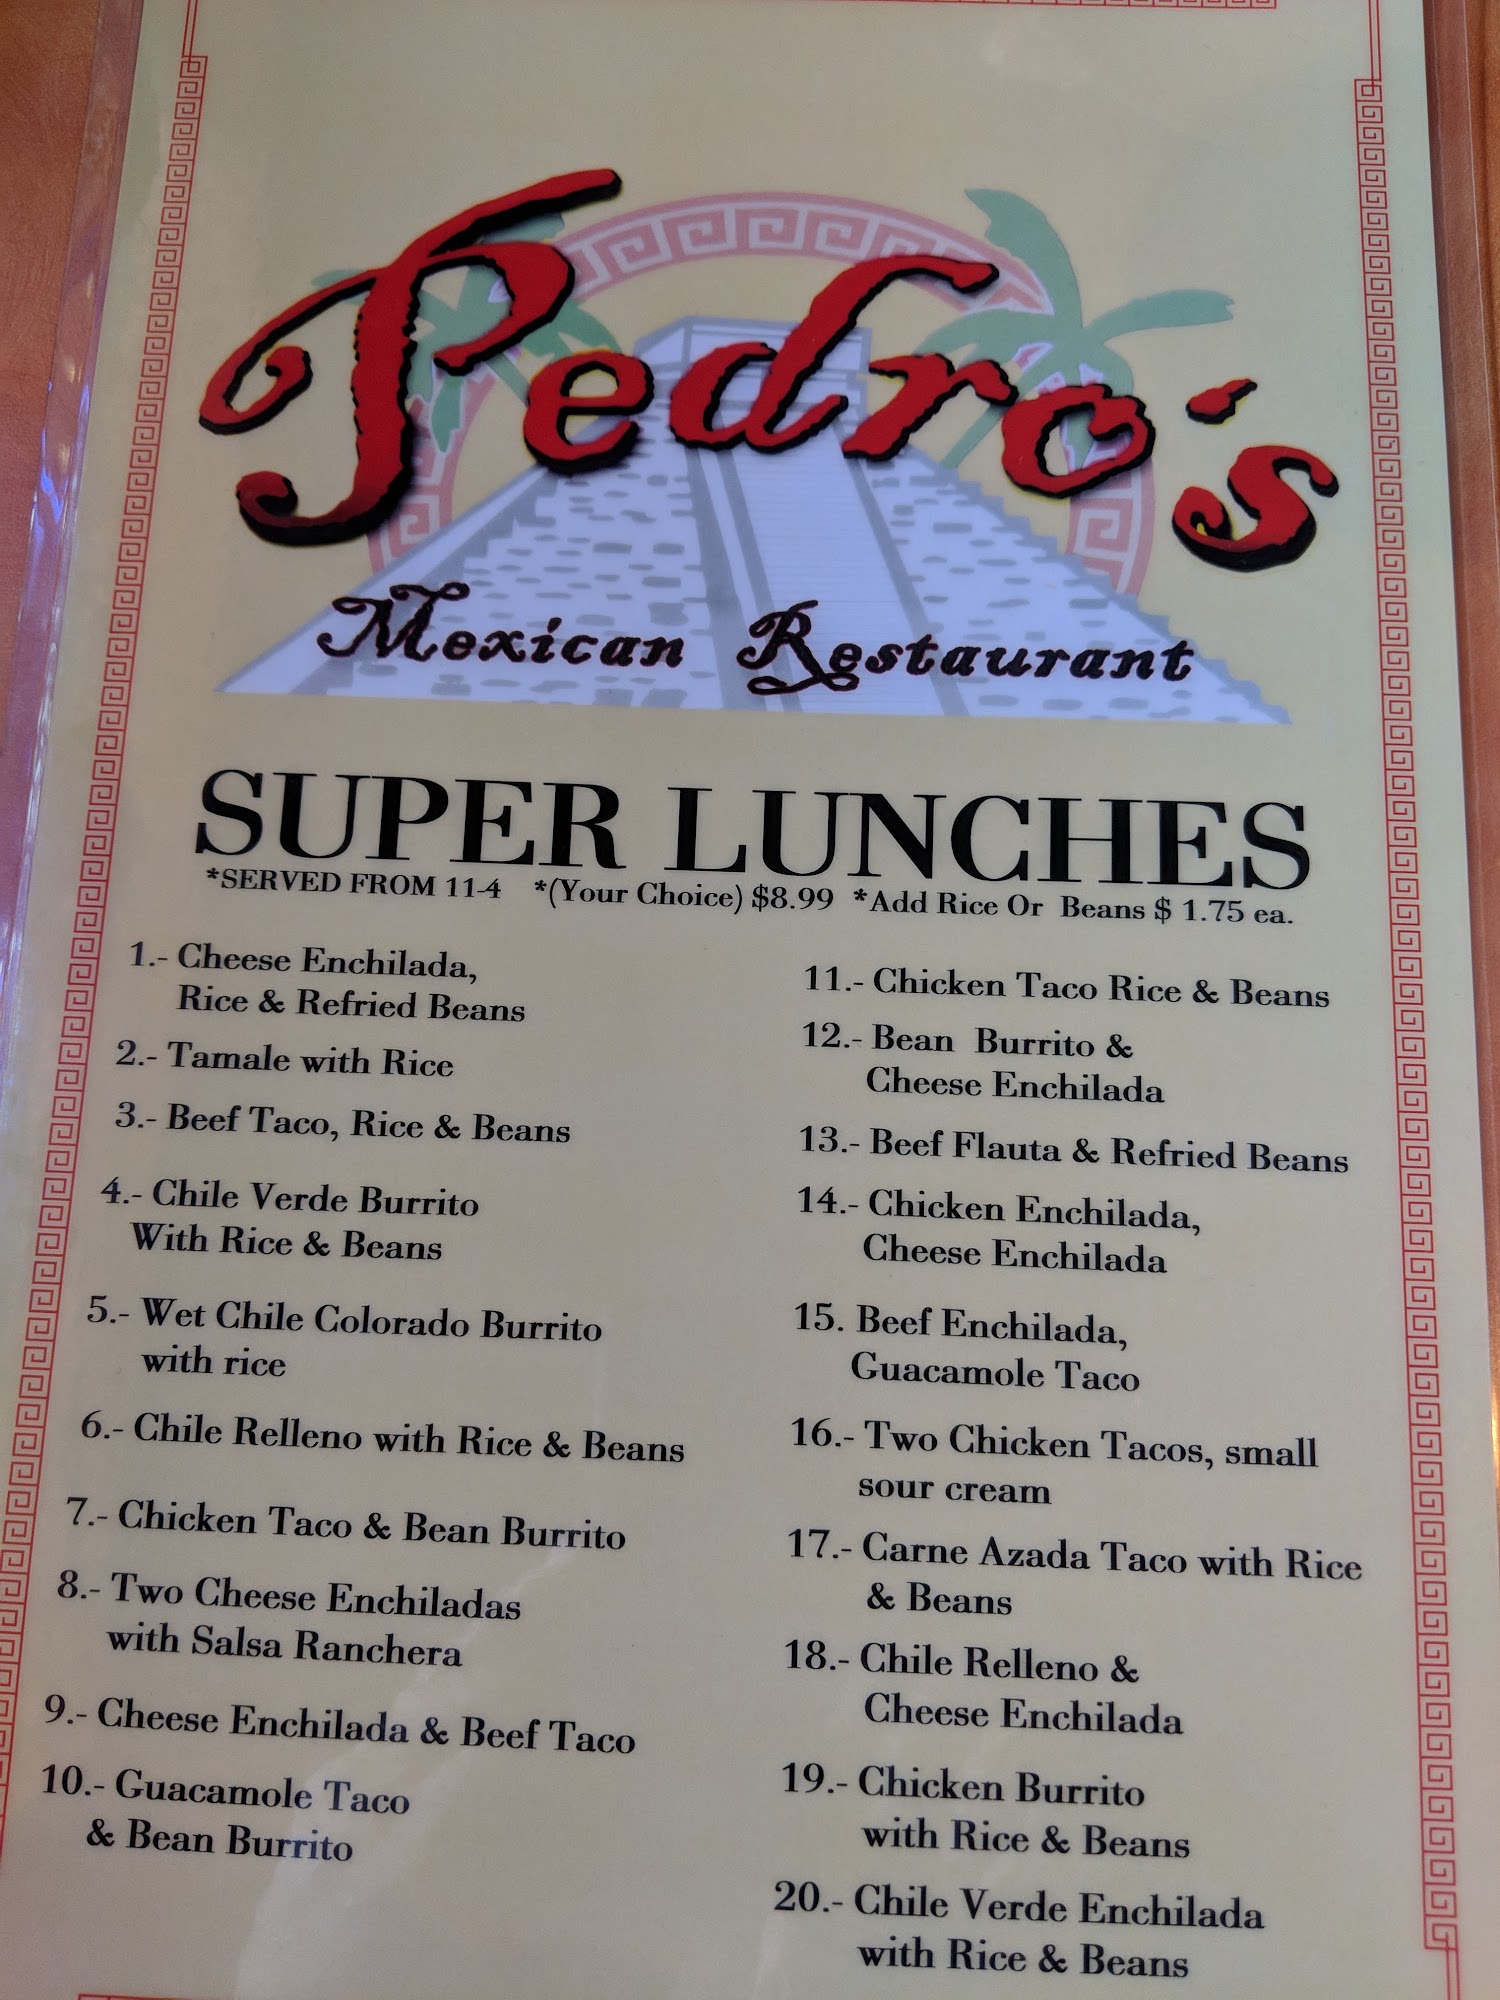 Pedro's
Mexican Restaurant
SUPER LUNCHES
*SERVED FROM 11-4 *(Your Choice) $8.99 *Add Rice Or Beans $ 1.75 ea.
1.- Cheese Enchilada,
Rice & Refried Beans
2.- Tamale with Rice
3.- Beef Taco, Rice & Beans
4.- Chile Verde Burrito
With Rice & Beans
5.- Wet Chile Colorado Burrito
with rice
6.- Chile Relleno with Rice & Beans
7.- Chicken Taco & Bean Burrito
8.- Two Cheese Enchiladas
with Salsa Ranchera
9.- Cheese Enchilada & Beef Taco
10.- Guacamole Taco
& Bean Burrito
11.- Chicken Taco Rice & Beans
12.- Bean Burrito &
Cheese Enchilada
13.- Beef Flauta & Refried Beans
14.- Chicken Enchilada,
Cheese Enchilada
15. Beef Enchilada,
Guacamole Taco
16.- Two Chicken Tacos, small
sour cream
17.- Carne Azada Taco with Rice
& Beans
18.- Chile Relleno &
Cheese Enchilada
19.- Chicken Burrito
with Rice & Beans
20.- Chile Verde Enchilada
with Rice & Beans